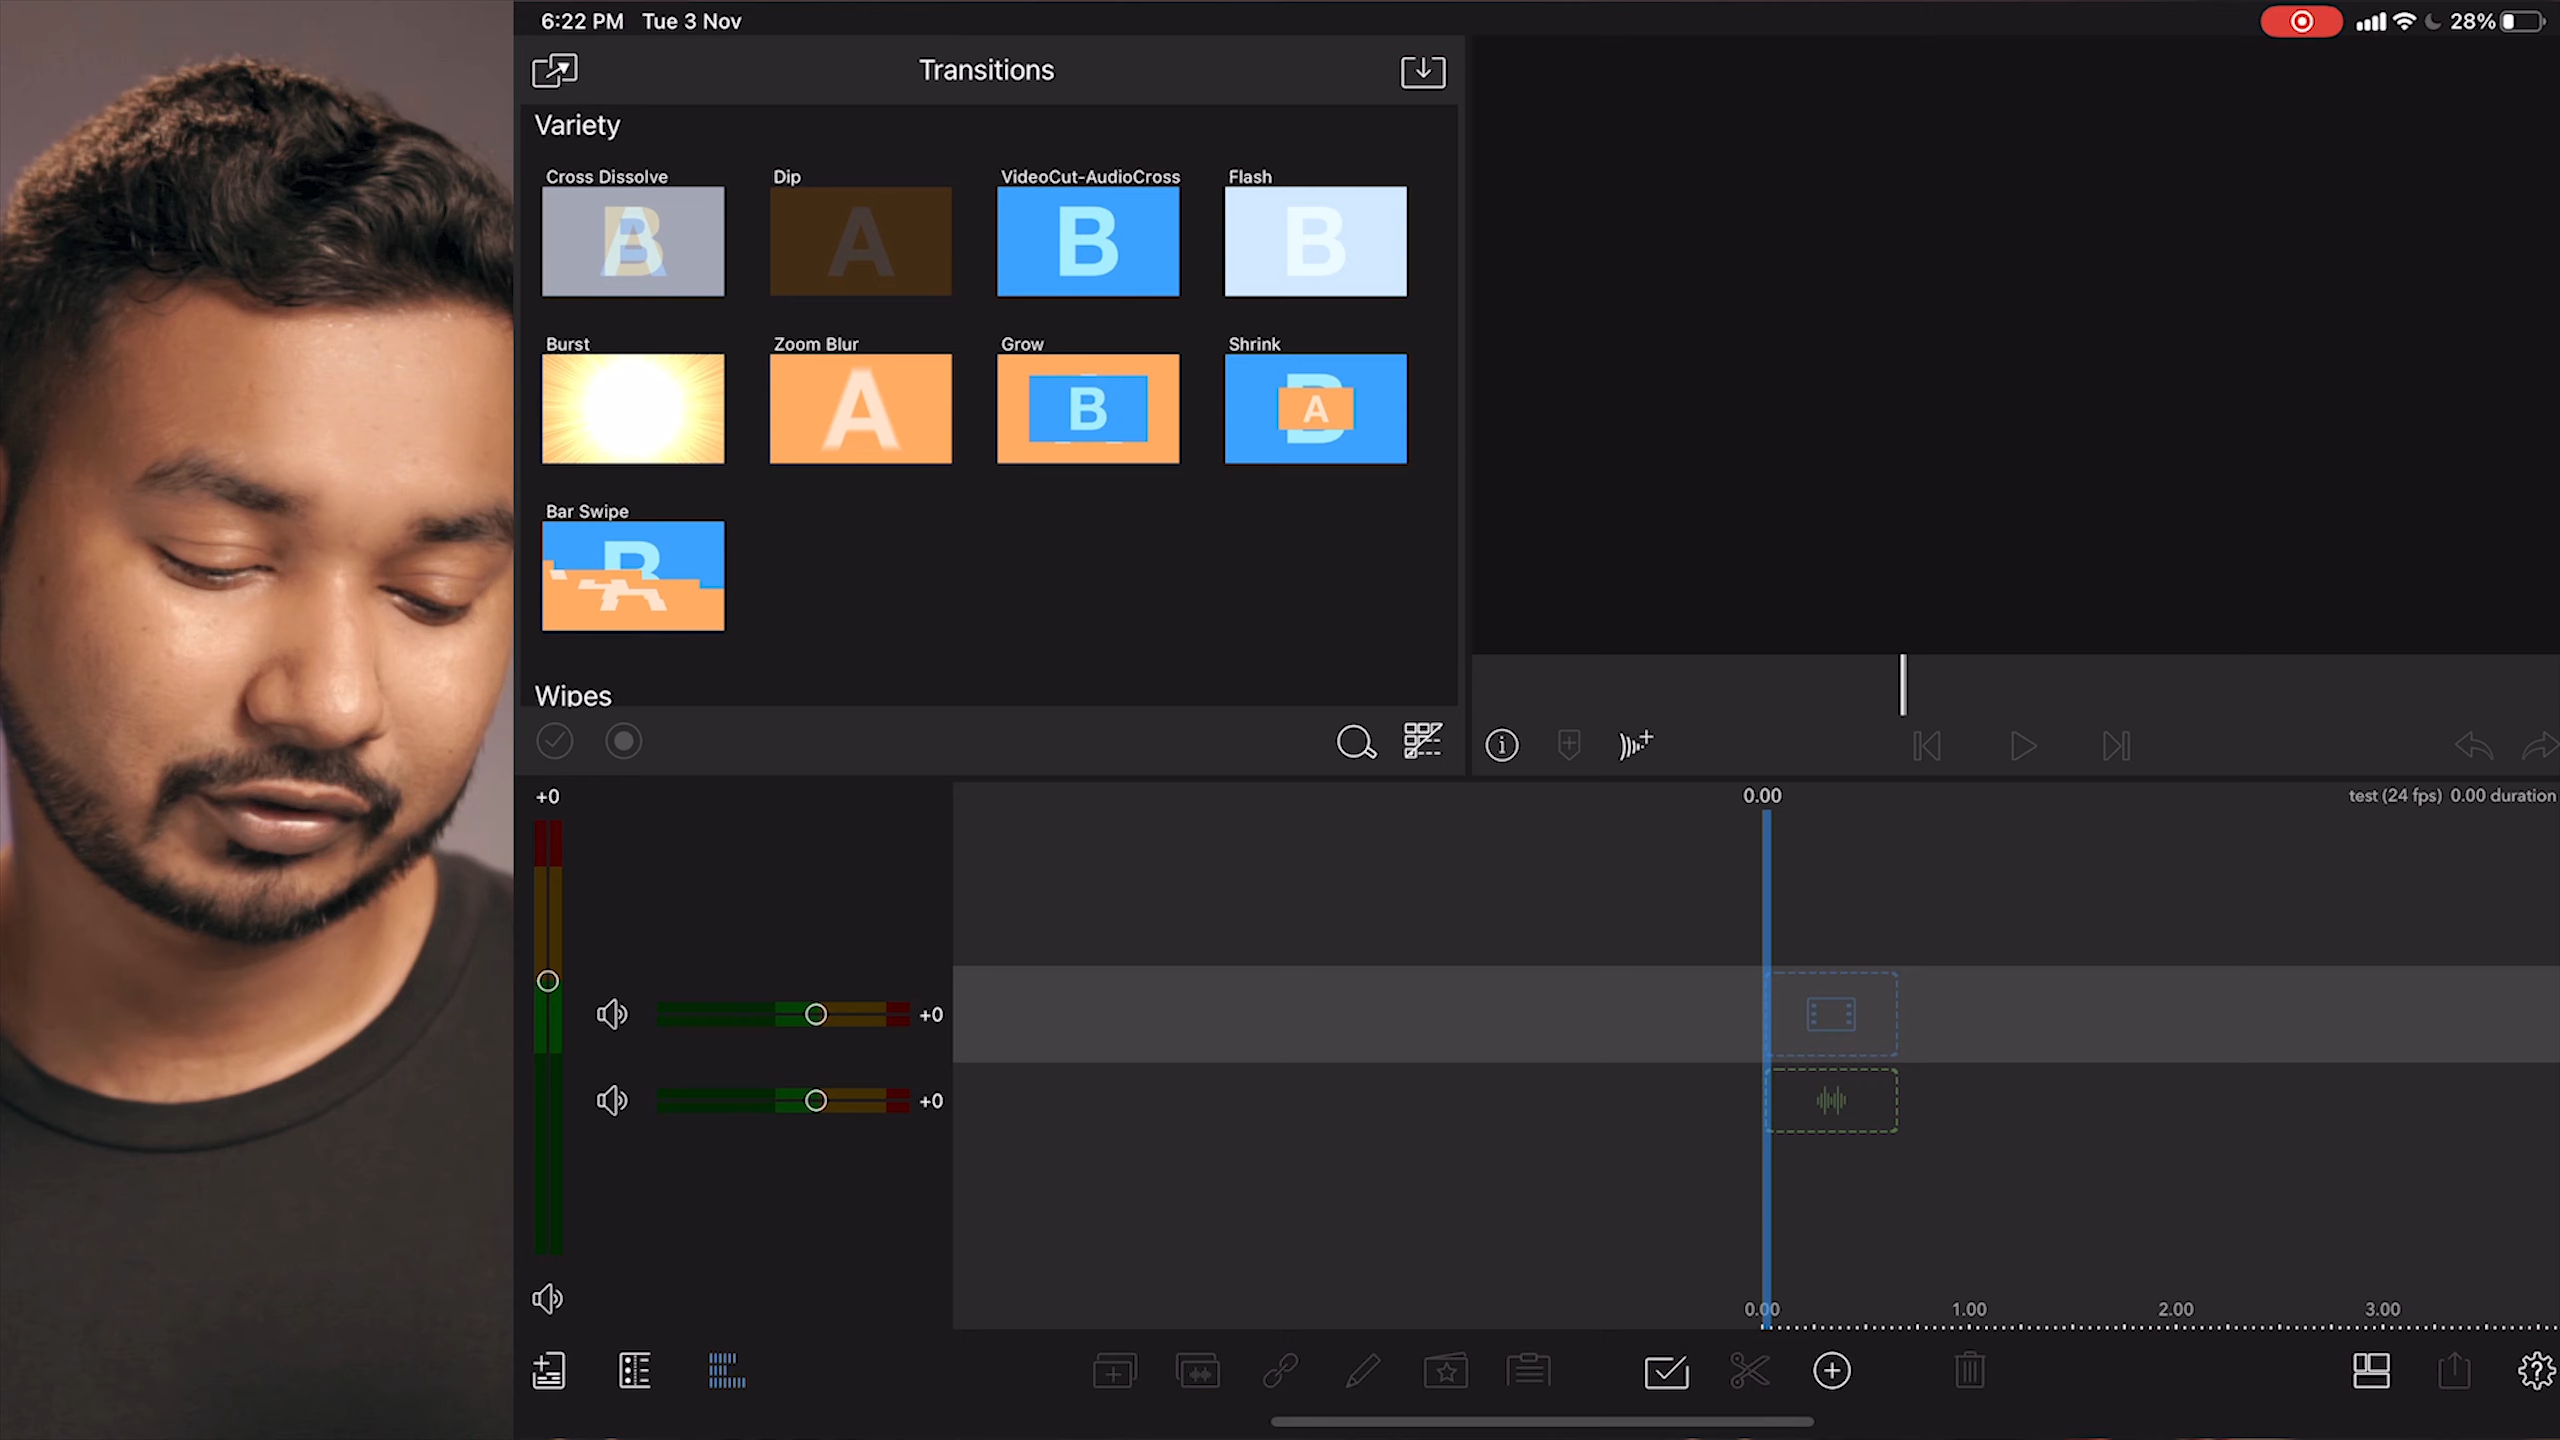 6:22 PM Tue 3 Nov
28%
Transitions
Variety
Cross Dissolve
Dip
VideoCut-AudioCross
Flash
B
A
A
B
B
Burst
Zoom Blur
Grow
Shrink
A
B
B
A
Bar Swipe
B
A
Wipes
+0
0.00
test (24 fps) 0.00 duration
+0
+0
0.00
1.00
2.00
3.00